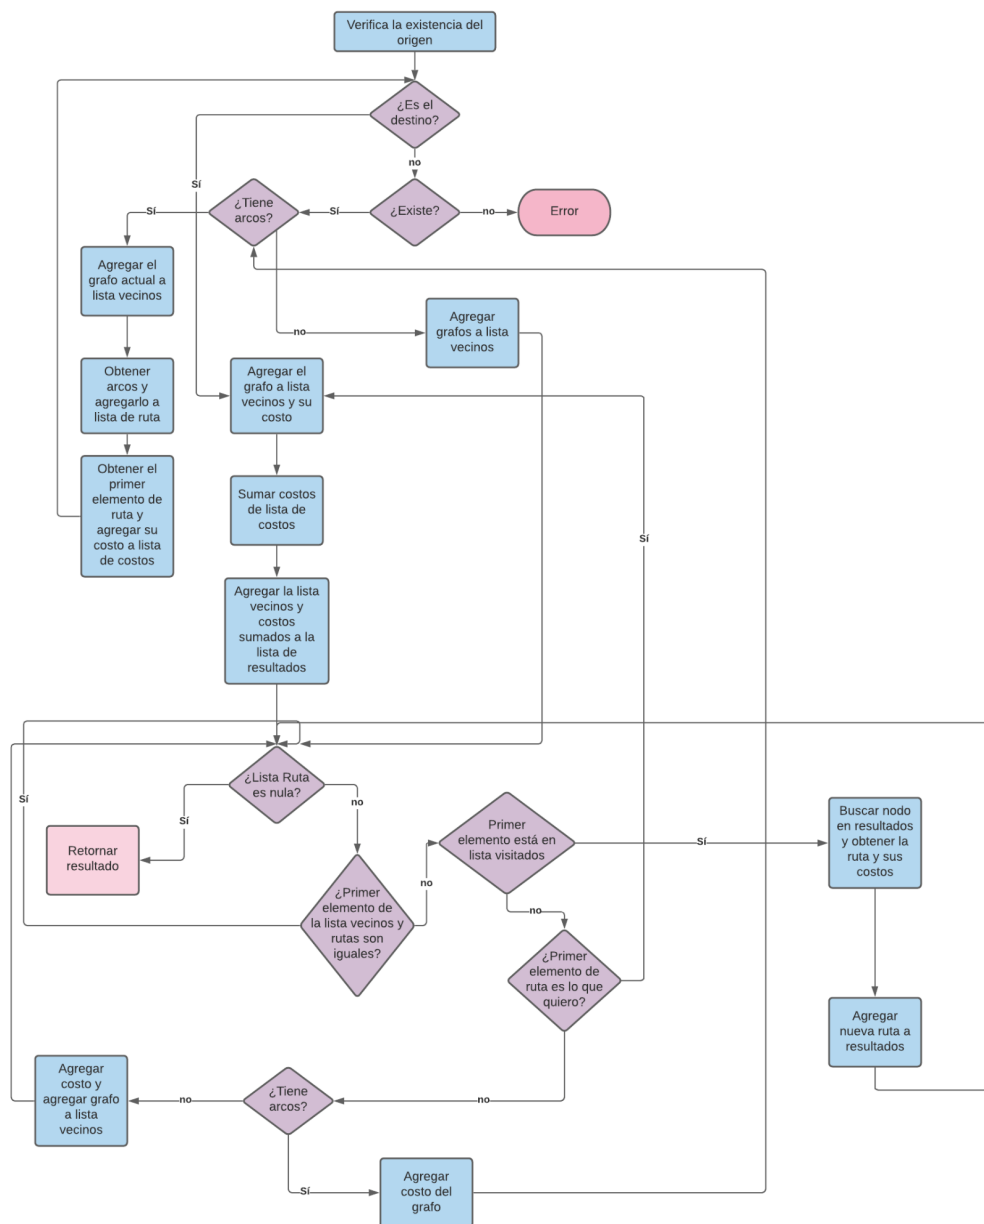 Verifica la existencia del
origen
¿Es el
destino?
Sí
no
¿Tiene
arcos?
Sí
¿Existe?
Sí
no
Error
Agregar el
grafo actual a
lista vecinos
no
Agregar
grafos a lista
vecinos
Obtener
arcos y
agregarlo a
lista de ruta
Agregar el
grafo a lista
vecinos y su
costo
Obtener el
primer
elemento de
ruta y
agregar su
costo a lista
de costos
Sumar costos
de lista de
costos
Sí
Agregar la lista
vecinos y
costos
sumados a la
lista de
resultados
¿Lista Ruta
es nula?
Sí
no
Sí
Retornar
resultado
Primer
elemento está en
lista visitados
Sí
Buscar nodo
en resultados
y obtener la
ruta y sus
costos
¿Primer
elemento de
la lista vecinos y
rutas son
iguales?
no
no
¿Primer
elemento de
ruta es lo que
quiero?
Agregar
nueva ruta a
resultados
Agregar
costo y
agregar grafo
a lista
vecinos
no
¿Tiene
arcos?
no
Sí
Agregar
costo del
grafo